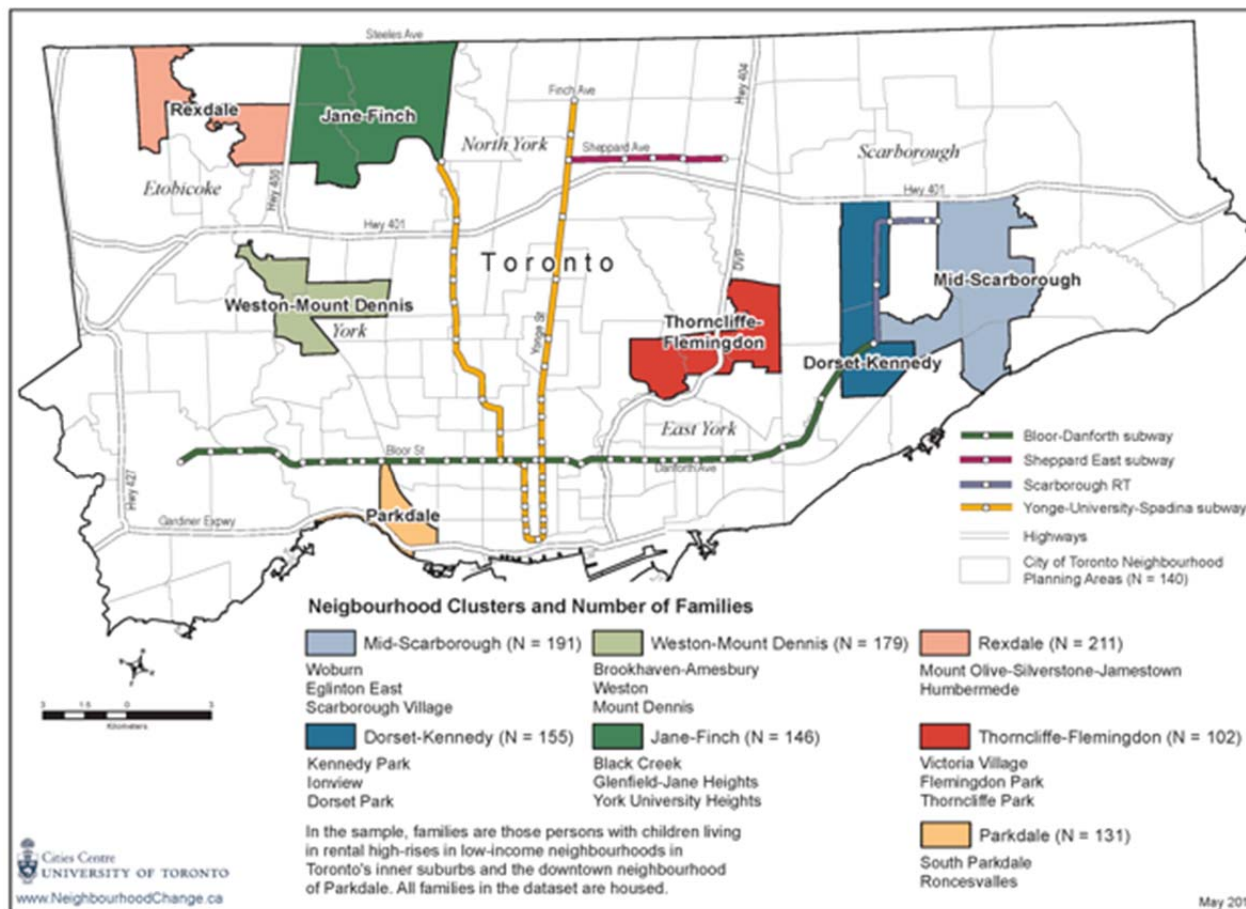 Steeles Ave
Finch Ave
Hwy 404
Rexdale
Jane-Finch
North York
Sheppard Ave
Scarborough
Etobicoke
Hwy 400
Hwy 401
Hwy 401
Toronto
DVP
Mid-Scarborough
Weston-Mount Dennis
York
Yonge St
Thorncliffe-
Flemingdon
Dorset-Kennedy
East York
Bloor St
Danforth Ave
Hwy 427
Parkdale
Gardiner Expwy
Bloor-Danforth subway
Sheppard East subway
Scarborough RT
Yonge-University-Spadina subway
Highways
City of Toronto Neighbourhood
Planning Areas (N = 140)
Neigbourhood Clusters and Number of Families
Mid-Scarborough (N = 191)
Woburn
Eglinton East
Scarborough Village
Weston-Mount Dennis (N = 179)
Brookhaven-Amesbury
Weston
Mount Dennis
Rexdale (N = 211)
Mount Olive-Silverstone-Jamestown
Humbermede
Dorset-Kennedy (N = 155)
Kennedy Park
Ionview
Dorset Park
Jane-Finch (N = 146)
Black Creek
Glenfield-Jane Heights
York University Heights
Thorncliffe-Flemingdon (N = 102)
Victoria Village
Flemingdon Park
Thorncliffe Park
Parkdale (N = 131)
South Parkdale
Roncesvalles
In the sample, families are those persons with children living
in rental high-rises in low-income neighbourhoods in
Toronto's inner suburbs and the downtown neighbourhood
of Parkdale. All families in the dataset are housed.
3 1.5 0 3
Kilometers
Cities Centre
UNIVERSITY OF TORONTO
www.NeighbourhoodChange.ca
May 201